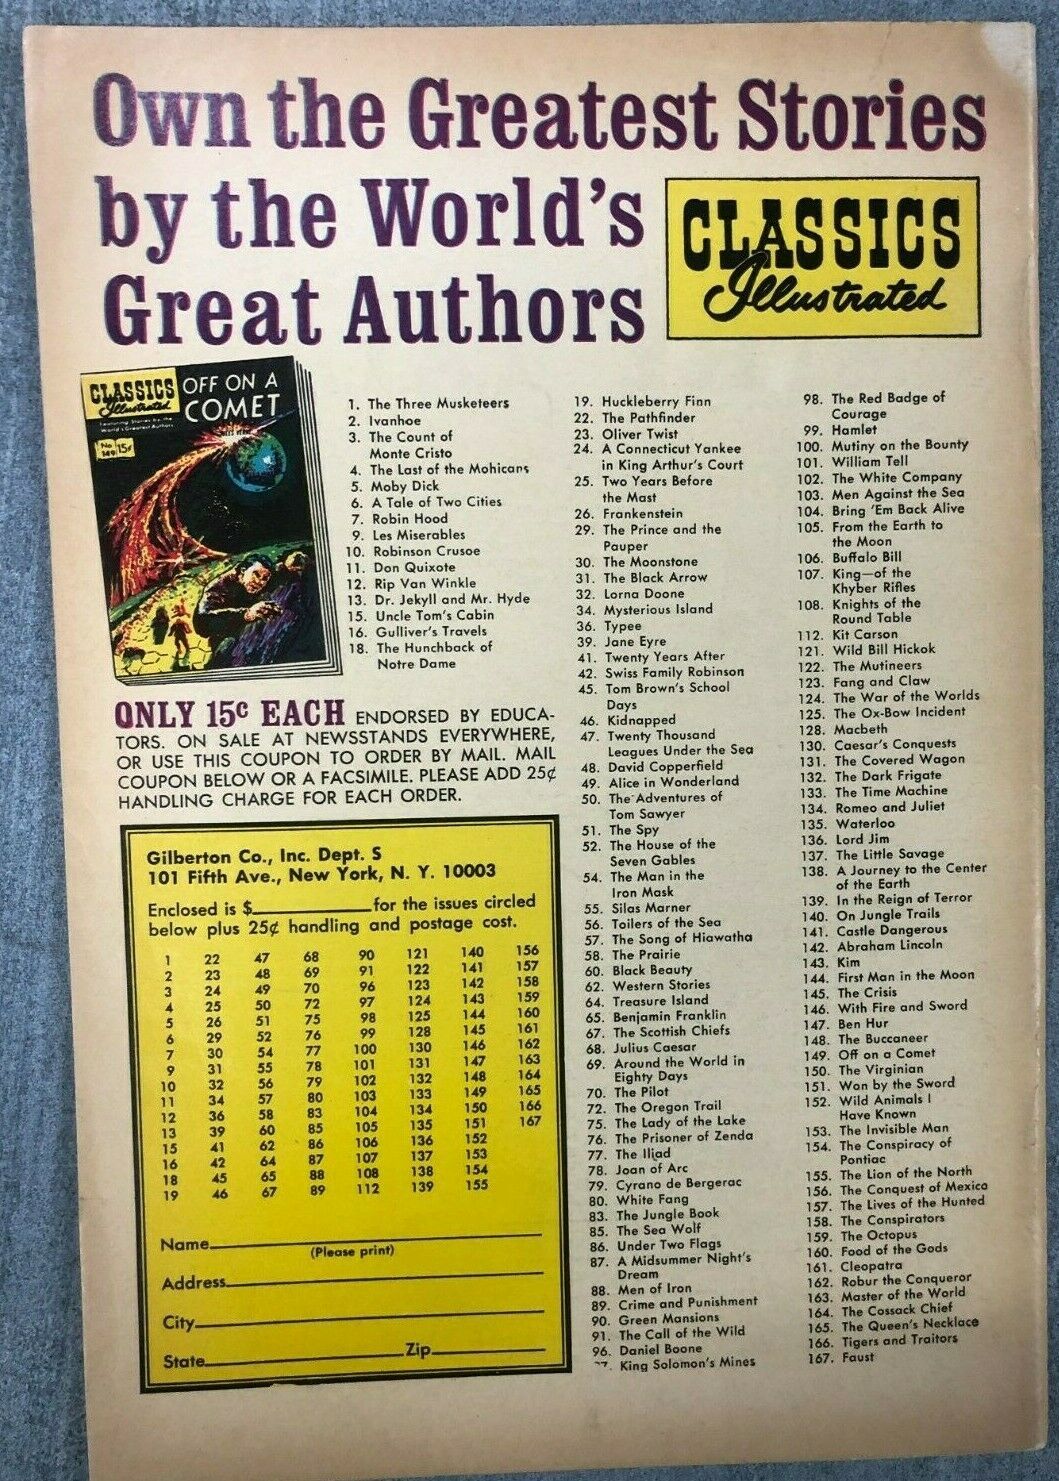 Own the Greatest Stories
by the World's
Great Authors
CLASSICS
Illustrated
CLASSICS
Illustrated
Featuring Stories by the
World's Greatest Authors
No. 149
15¢
OFF ON A
COMET
1. The Three Musketeers
2. Ivanhoe
3. The Count of
Monte Cristo
4. The Last of the Mohicans
5. Moby Dick
6. A Tale of Two Cities
7. Robin Hood
9. Les Miserables
10. Robinson Crusoe
11. Don Quixote
12. Rip Van Winkle
13. Dr. Jekyll and Mr. Hyde
15. Uncle Tom's Cabin
16. Gulliver's Travels
18. The Hunchback of
Notre Dame
ONLY 15¢ EACH ENDORSED BY EDUCA-
TORS. ON SALE AT NEWSSTANDS EVERYWHERE,
OR USE THIS COUPON TO ORDER BY MAIL. MAIL
COUPON BELOW OR A FACSIMILE. PLEASE ADD 25¢
HANDLING CHARGE FOR EACH ORDER.
Gilberton Co., Inc. Dept. S
101 Fifth Ave., New York, N. Y. 10003
Enclosed is $____________for the issues circled
below plus 25¢ handling and postage cost.
1 22 47 68 90 121 140 156
2 23 48 69 91 122 141 157
3 24 49 70 96 123 142 158
4 25 50 72 97 124 143 159
5 26 51 75 98 125 144 160
6 29 52 76 99 128 145 161
7 30 54 77 100 130 146 162
9 31 55 78 101 131 147 163
10 32 56 79 102 132 148 164
11 34 57 80 103 133 149 165
12 36 58 83 104 134 150 166
13 39 60 85 105 135 151 167
15 41 62 86 106 136 152
16 42 64 87 107 137 153
18 45 65 88 108 138 154
19 46 67 89 112 139 155
Name
(Please print)
Address
City
State Zip
19. Huckleberry Finn
22. The Pathfinder
23. Oliver Twist
24. A Connecticut Yankee
in King Arthur's Court
25. Two Years Before
the Mast
26. Frankenstein
29. The Prince and the
Pauper
30. The Moonstone
31. The Black Arrow
32. Lorna Doone
34. Mysterious Island
36. Typee
39. Jane Eyre
41. Twenty Years After
42. Swiss Family Robinson
45. Tom Brown's School
Days
46. Kidnapped
47. Twenty Thousand
Leagues Under the Sea
48. David Copperfield
49. Alice in Wonderland
50. The Adventures of
Tom Sawyer
51. The Spy
52. The House of the
Seven Gables
54. The Man in the
Iron Mask
55. Silas Marner
56. Toilers of the Sea
57. The Song of Hiawatha
58. The Prairie
60. Black Beauty
62. Western Stories
64. Treasure Island
65. Benjamin Franklin
67. The Scottish Chiefs
68. Julius Caesar
69. Around the World in
Eighty Days
70. The Pilot
72. The Oregon Trail
75. The Lady of the Lake
76. The Prisoner of Zenda
77. The Iliad
78. Joan of Arc
79. Cyrano de Bergerac
80. White Fang
83. The Jungle Book
85. The Sea Wolf
86. Under Two Flags
87. A Midsummer Night's
Dream
88. Men of Iron
89. Crime and Punishment
90. Green Mansions
91. The Call of the Wild
96. Daniel Boone
7. King Solomon's Mines
98. The Red Badge of
Courage
99. Hamlet
100. Mutiny on the Bounty
101. William Tell
102. The White Company
103. Men Against the Sea
104. Bring 'Em Back Alive
105. From the Earth to
the Moon
106. Buffalo Bill
107. King—of the
Khyber Rifles
108. Knights of the
Round Table
112. Kit Carson
121. Wild Bill Hickok
122. The Mutineers
123. Fang and Claw
124. The War of the Worlds
125. The Ox-Bow Incident
128. Macbeth
130. Caesar's Conquests
131. The Covered Wagon
132. The Dark Frigate
133. The Time Machine
134. Romeo and Juliet
135. Waterloo
136. Lord Jim
137. The Little Savage
138. A Journey to the Center
of the Earth
139. In the Reign of Terror
140. On Jungle Trails
141. Castle Dangerous
142. Abraham Lincoln
143. Kim
144. First Man in the Moon
145. The Crisis
146. With Fire and Sword
147. Ben Hur
148. The Buccaneer
149. Off on a Comet
150. The Virginian
151. Won by the Sword
152. Wild Animals I
Have Known
153. The Invisible Man
154. The Conspiracy of
Pontiac
155. The Lion of the North
156. The Conquest of Mexico
157. The Lives of the Hunted
158. The Conspirators
159. The Octopus
160. Food of the Gods
161. Cleopatra
162. Robur the Conqueror
163. Master of the World
164. The Cossack Chief
165. The Queen's Necklace
166. Tigers and Traitors
167. Faust